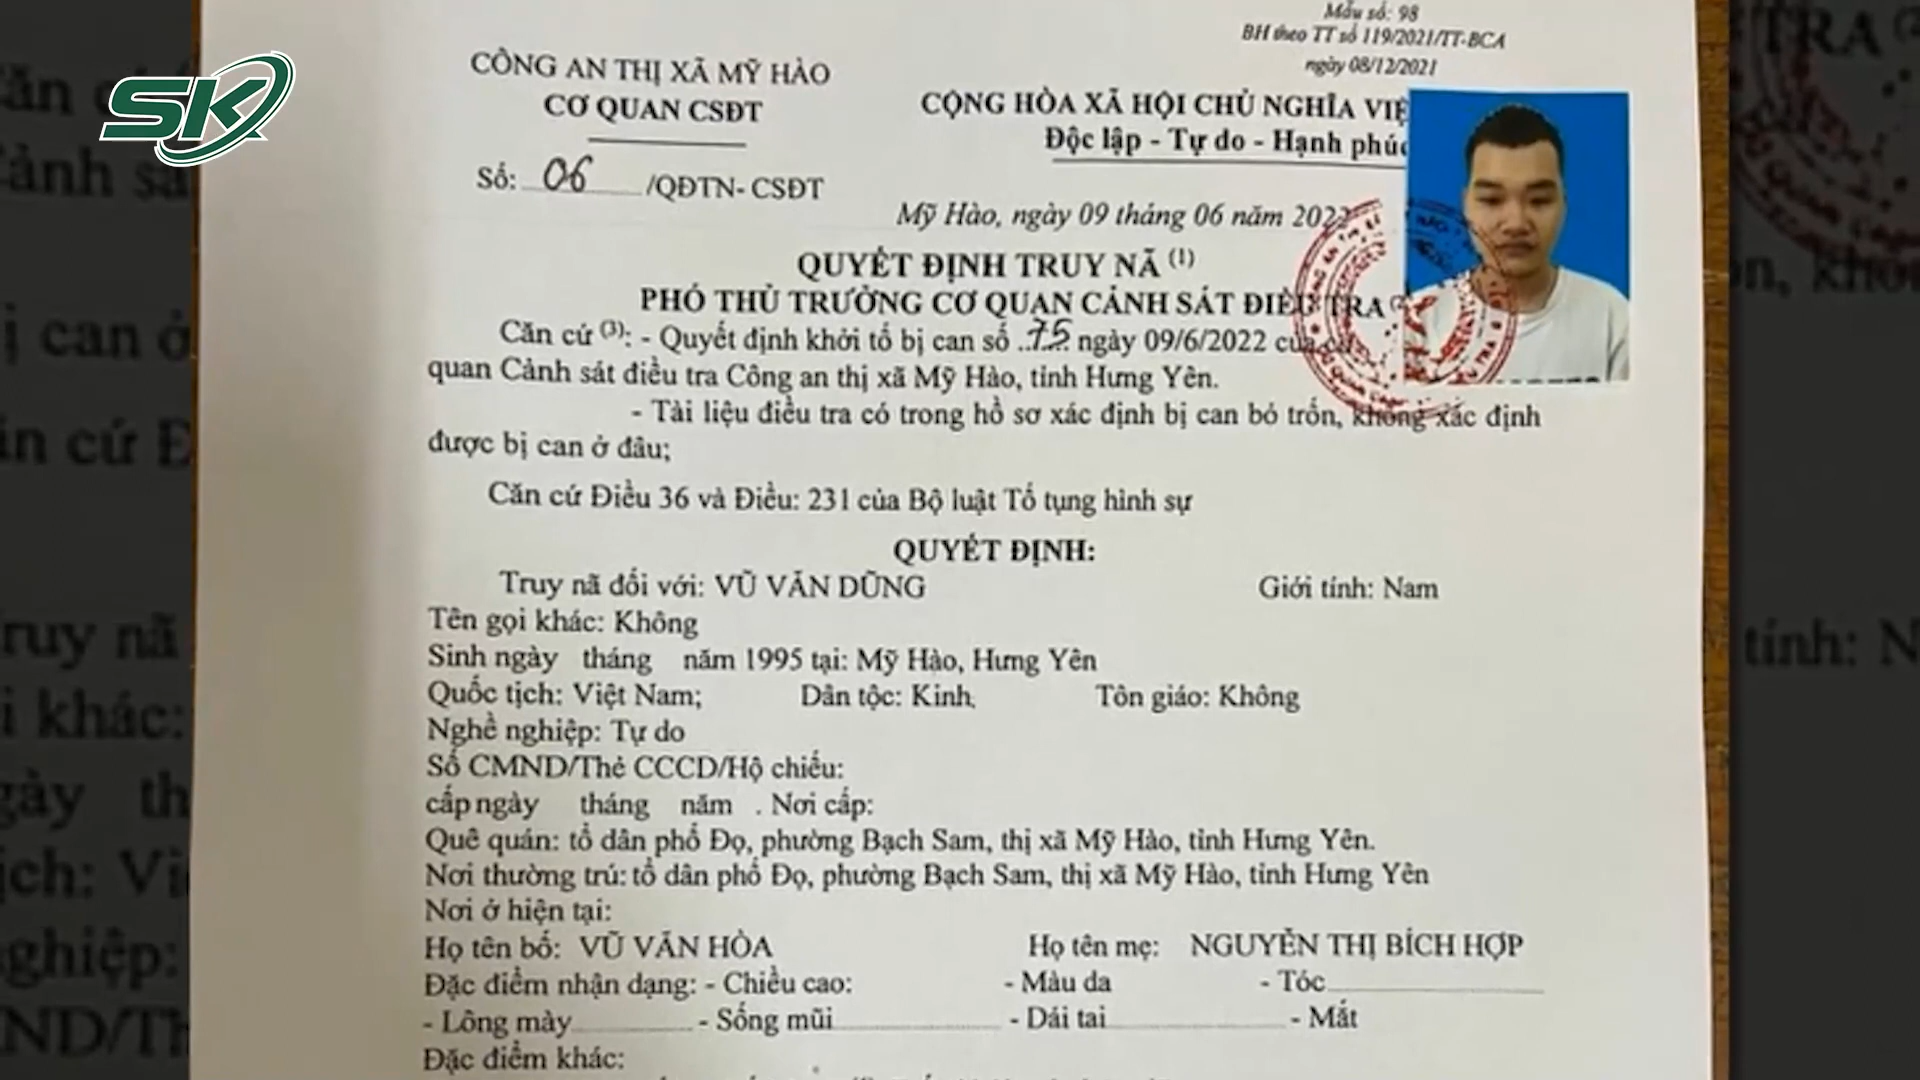 SK
Mẫu số: 98
BH theo TT số 119/2021/TT-BCA
ngày 08/12/2021
CÔNG AN THỊ XÃ MỸ HÀO
CƠ QUAN CSĐT
CỘNG HÒA XÃ HỘI CHỦ NGHĨA VIỆ
Độc lập - Tự do - Hạnh phúc
Số: 06 /QĐTN- CSĐT
Mỹ Hào, ngày 09 tháng 06 năm 2022
QUYẾT ĐỊNH TRUY NÃ (1)
PHÓ THỦ TRƯỞNG CƠ QUAN CẢNH SÁT ĐIỀU TRA
Căn cứ (3): - Quyết định khởi tố bị can số 75 ngày 09/6/2022 của cơ
quan Cảnh sát điều tra Công an thị xã Mỹ Hào, tỉnh Hưng Yên.
- Tài liệu điều tra có trong hồ sơ xác định bị can bỏ trốn, không xác định
được bị can ở đâu;
Căn cứ Điều 36 và Điều: 231 của Bộ luật Tố tụng hình sự
QUYẾT ĐỊNH:
Truy nã đối với: VŨ VĂN DŨNG Giới tính: Nam
Tên gọi khác: Không
Sinh ngày tháng năm 1995 tại: Mỹ Hào, Hưng Yên
Quốc tịch: Việt Nam; Dân tộc: Kinh, Tôn giáo: Không
Nghề nghiệp: Tự do
Số CMND/Thẻ CCCD/Hộ chiếu:
cấp ngày tháng năm . Nơi cấp:
Quê quán: tổ dân phố Đọ, phường Bạch Sam, thị xã Mỹ Hào, tỉnh Hưng Yên.
Nơi thường trú: tổ dân phố Đọ, phường Bạch Sam, thị xã Mỹ Hào, tỉnh Hưng Yên
Nơi ở hiện tại:
Họ tên bố: VŨ VĂN HÒA Họ tên mẹ: NGUYỄN THỊ BÍCH HỢP
Đặc điểm nhận dạng: - Chiều cao: - Màu da - Tóc
- Lông mày - Sống mũi - Dái tai - Mắt
Đặc điểm khác: